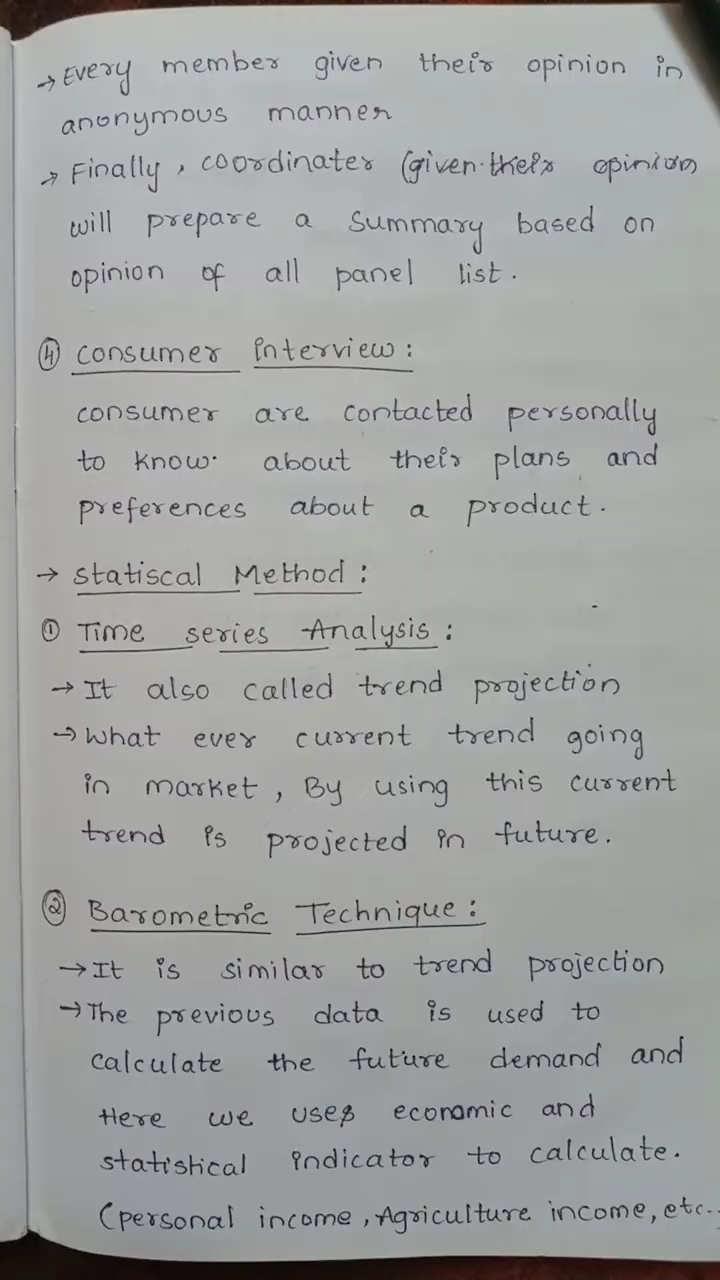 → Every member given their opinion in
anonymous manner
→ Finally, coordinates (given their opinion
will prepare a summary based on
opinion of all panel list.
④ consumer interview:
consumer are contacted personally
to know. about their plans and
preferences about a product.
→ statiscal Method:
① Time series Analysis:
→ It also called trend projection
→ What ever current trend going
in market, By using this current
trend is projected in future.
② Barometric Technique:
→ It is similar to trend projection
→ The previous data is used to
calculate the future demand and
Here we uses economic and
statistical indicator to calculate.
(personal income, Agriculture income, etc..